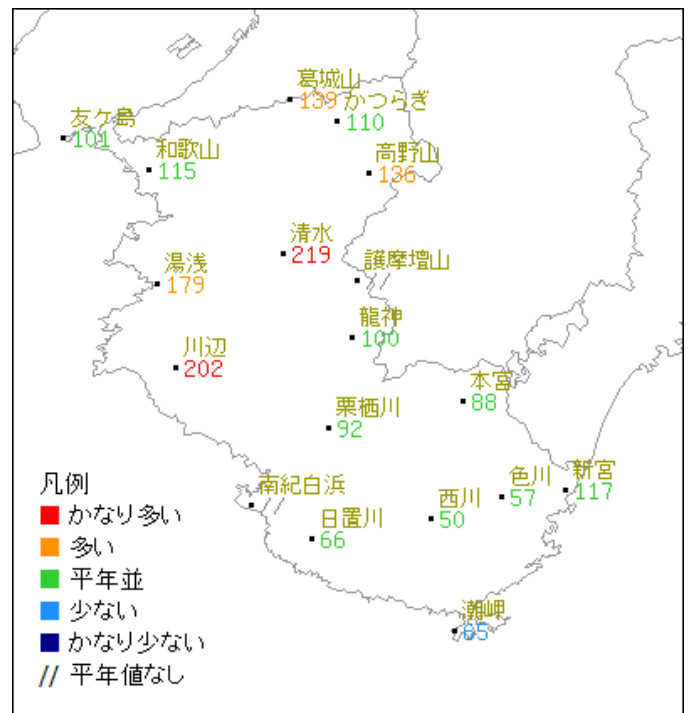 葛城山
139
かつらぎ
110
友ケ島
101
和歌山
115
高野山
136
清水
219
護摩壇山
//
湯浅
179
龍神
100
川辺
202
本宮
88
栗栖川
92
南紀白浜
//
日置川
66
西川
50
色川
57
新宮
117
潮岬
65
凡例
かなり多い
多い
平年並
少ない
かなり少ない
// 平年値なし